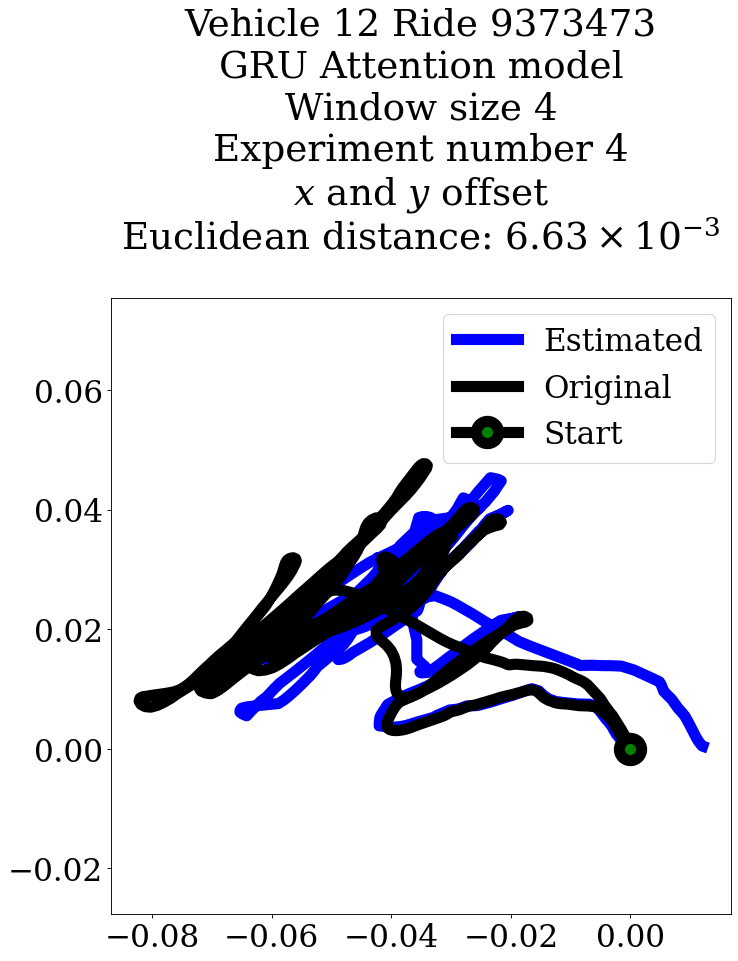 Vehicle 12 Ride 9373473
GRU Attention model
Window size 4
Experiment number 4
x and y offset
Euclidean distance: 6.63 × 10⁻³
Estimated
Original
Start
0.06
0.04
0.02
0.00
−0.02
−0.08 −0.06 −0.04 −0.02 0.00